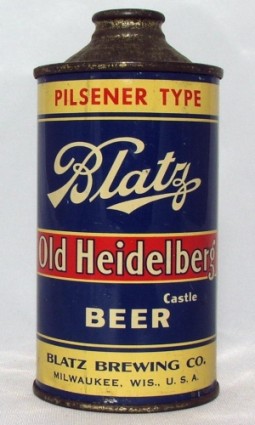 PILSENER TYPE
Blatz
Old Heidelberg
Castle
BEER
BLATZ BREWING CO.
MILWAUKEE, WIS., U. S. A.